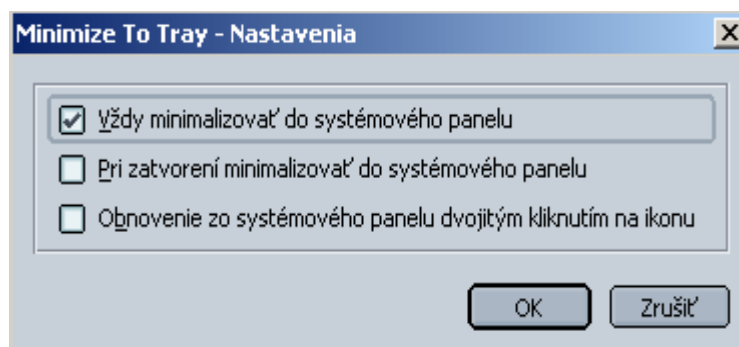 Minimize To Tray - Nastavenia
Vždy minimalizovať do systémového panelu
Pri zatvorení minimalizovať do systémového panelu
Obnovenie zo systémového panelu dvojitým kliknutím na ikonu
OK
Zrušiť